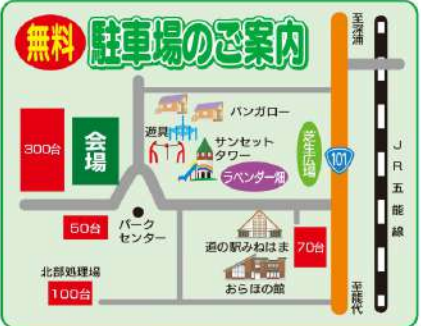 無料 駐車場のご案内
至深浦
バンガロー
遊具
サンセット
タワー
芝生広場
ラベンダー畑
300台
会場
101
JR五能線
50台
パーク
センター
道の駅みねはま
70台
北部処理場
100台
おらほの館
至能代